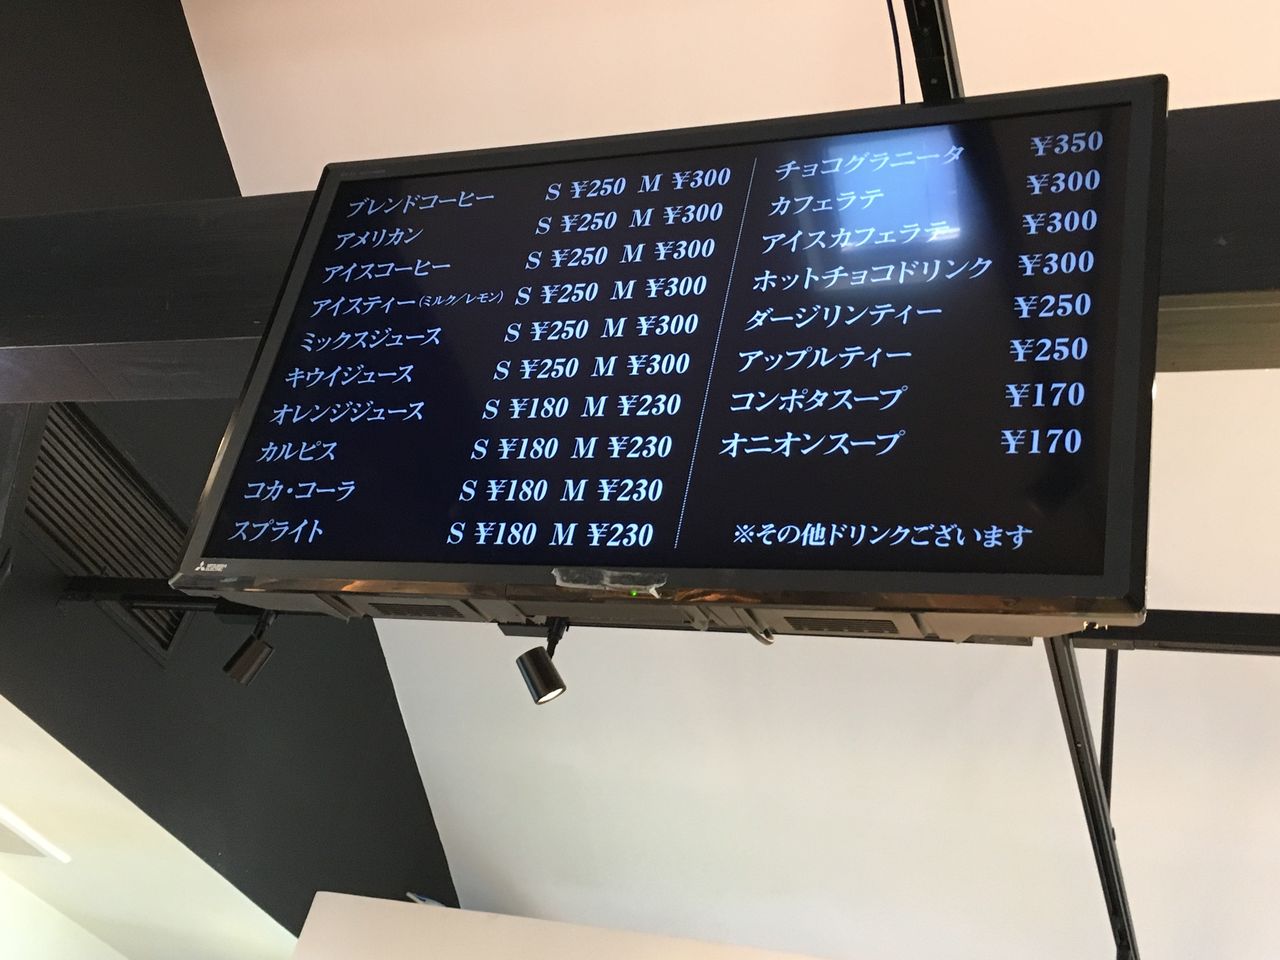 ブレンドコーヒー S ¥250 M ¥300
アメリカン S ¥250 M ¥300
アイスコーヒー S ¥250 M ¥300
アイスティー(ミルク/レモン) S ¥250 M ¥300
ミックスジュース S ¥250 M ¥300
キウイジュース S ¥250 M ¥300
オレンジジュース S ¥180 M ¥230
カルピス S ¥180 M ¥230
コカ・コーラ S ¥180 M ¥230
スプライト S ¥180 M ¥230
チョコグラニータ ¥350
カフェラテ ¥300
アイスカフェラテ ¥300
ホットチョコドリンク ¥300
ダージリンティー ¥250
アップルティー ¥250
コンポタスープ ¥170
オニオンスープ ¥170
※その他ドリンクございます
MITSUBISHI
ELECTRIC